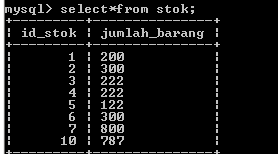 mysql> select*from stok;
+---------+---------------+
| id_stok | jumlah_barang |
+---------+---------------+
|       1 | 200           |
|       2 | 300           |
|       3 | 222           |
|       4 | 222           |
|       5 | 122           |
|       6 | 300           |
|       7 | 800           |
|      10 | 787           |
+---------+---------------+